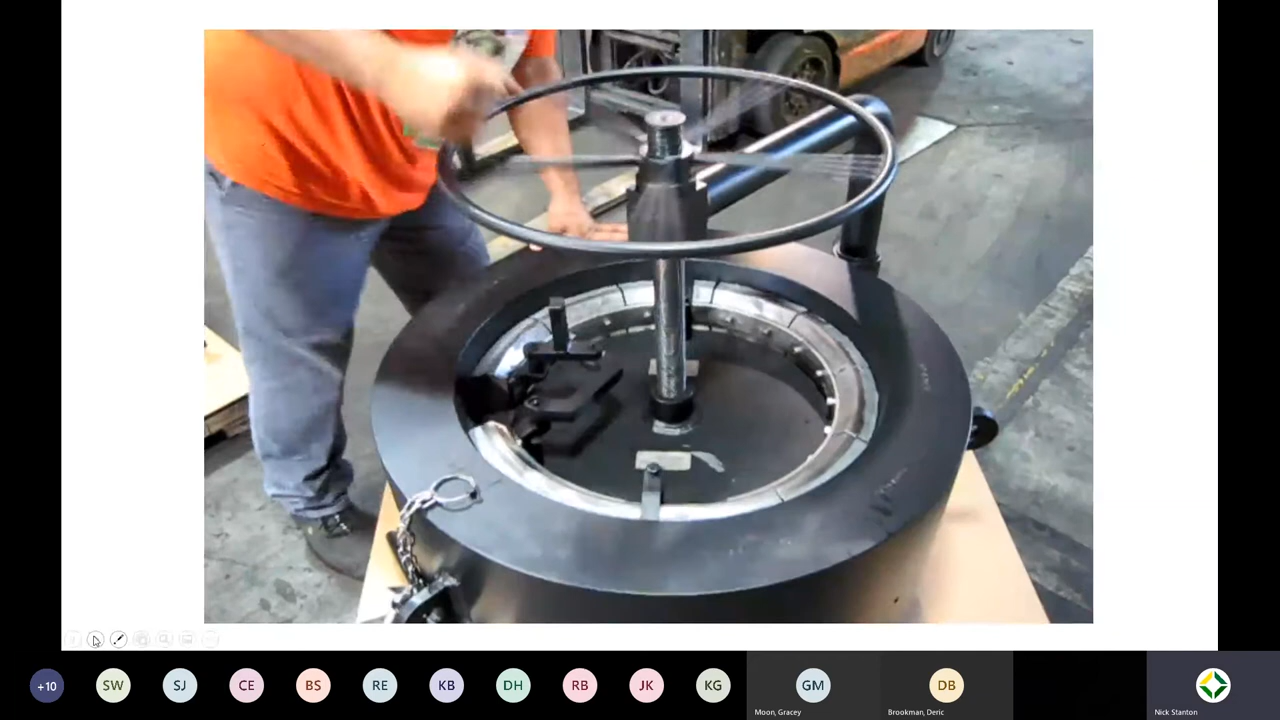 +10
SW
SJ
CE
BS
RE
KB
DH
RB
JK
KG
GM
DB
Moon, Gracey
Brookman, Deric
Nick Stanton